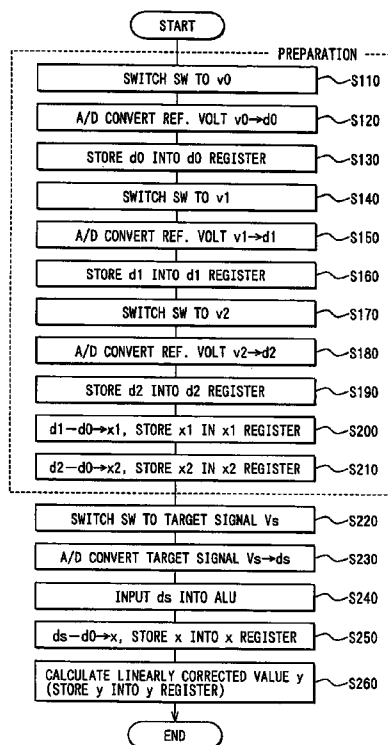 START
PREPARATION
SWITCH SW TO v0
S110
A/D CONVERT REF. VOLT v0→d0
S120
STORE d0 INTO d0 REGISTER
S130
SWITCH SW TO v1
S140
A/D CONVERT REF. VOLT v1→d1
S150
STORE d1 INTO d1 REGISTER
S160
SWITCH SW TO v2
S170
A/D CONVERT REF. VOLT v2→d2
S180
STORE d2 INTO d2 REGISTER
S190
d1−d0→x1, STORE x1 IN x1 REGISTER
S200
d2−d0→x2, STORE x2 IN x2 REGISTER
S210
SWITCH SW TO TARGET SIGNAL Vs
S220
A/D CONVERT TARGET SIGNAL Vs→ds
S230
INPUT ds INTO ALU
S240
ds−d0→x, STORE x INTO x REGISTER
S250
CALCULATE LINEARLY CORRECTED VALUE y
(STORE y INTO y REGISTER)
S260
END